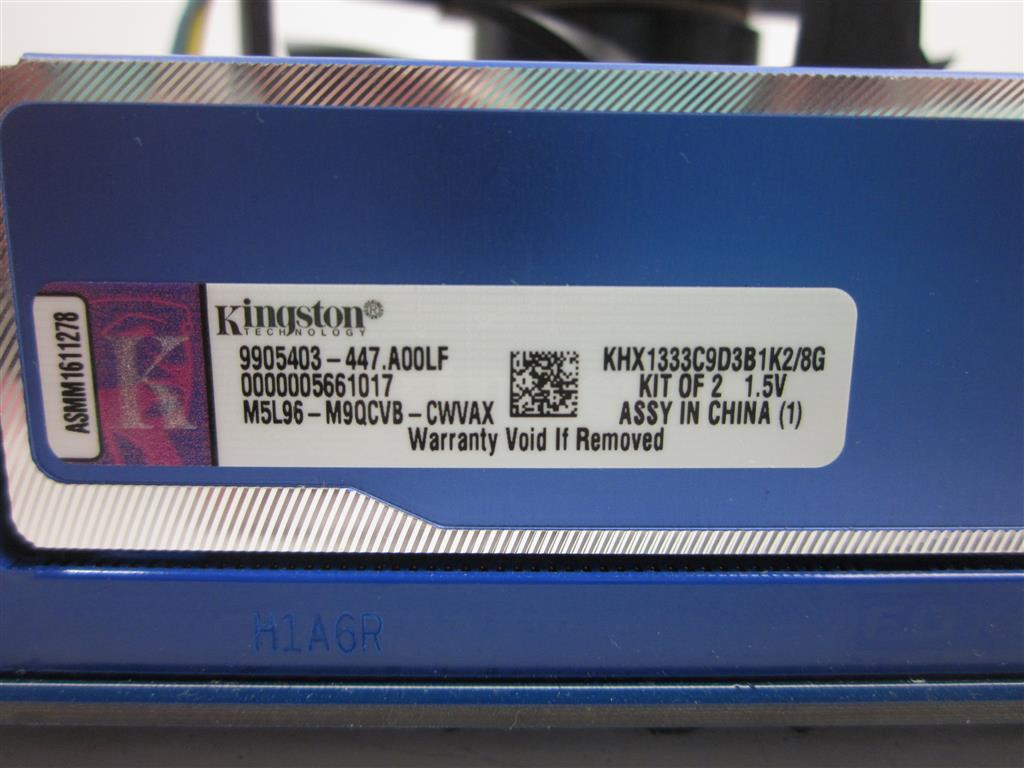 ASMM1611278
K
Kingston®
TECHNOLOGY
9905403-447.A00LF
0000005661017
M5L96-M9QCVB-CWVAX
KHX1333C9D3B1K2/8G
KIT OF 2 1.5V
ASSY IN CHINA (1)
Warranty Void If Removed
H1A6R